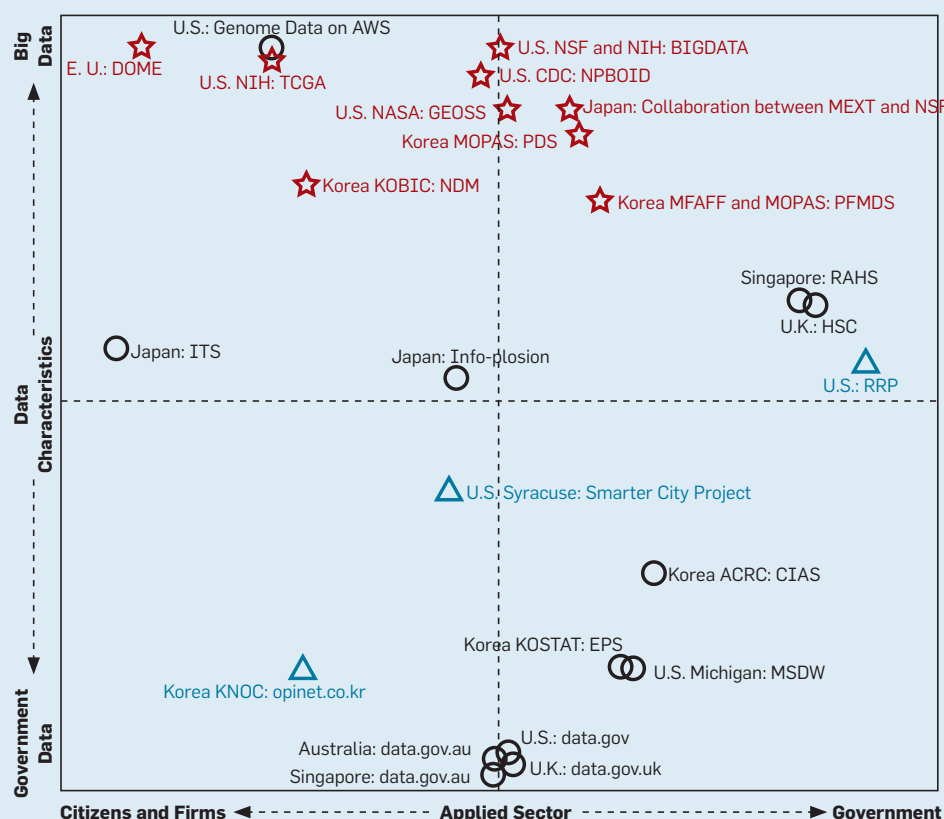 Big
Data
U.S.: Genome Data on AWS
E. U.: DOME
U.S. NIH: TCGA
U.S. NSF and NIH: BIGDATA
U.S. CDC: NPBOID
U.S. NASA: GEOSS
Japan: Collaboration between MEXT and NSF
Korea MOPAS: PDS
Korea KOBIC: NDM
Korea MFAFF and MOPAS: PFMDS
Singapore: RAHS
U.K.: HSC
Japan: ITS
Japan: Info-plosion
U.S.: RRP
Data
Characteristics
U.S. Syracuse: Smarter City Project
Korea ACRC: CIAS
Korea KOSTAT: EPS
U.S. Michigan: MSDW
Korea KNOC: opinet.co.kr
U.S.: data.gov
Australia: data.gov.au
U.K.: data.gov.uk
Singapore: data.gov.au
Government
Data
Citizens and Firms
Applied Sector
Government